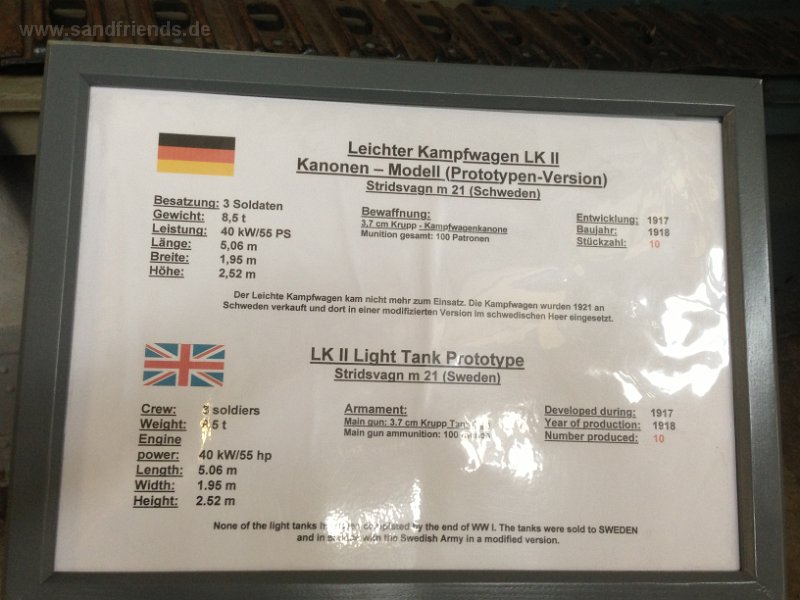 www.sandfriends.de
Leichter Kampfwagen LK II
Kanonen – Modell (Prototypen-Version)
Stridsvagn m 21 (Schweden)
Besatzung: 3 Soldaten
Gewicht: 8,5 t
Leistung: 40 kW/55 PS
Länge: 5,06 m
Breite: 1,95 m
Höhe: 2,52 m
Bewaffnung:
3,7 cm Krupp - Kampfwagenkanone
Munition gesamt: 100 Patronen
Entwicklung: 1917
Baujahr: 1918
Stückzahl: 10
Der Leichte Kampfwagen kam nicht mehr zum Einsatz. Die Kampfwagen wurden 1921 an
Schweden verkauft und dort in einer modifizierten Version im schwedischen Heer eingesetzt.
LK II Light Tank Prototype
Stridsvagn m 21 (Sweden)
Crew: 3 soldiers
Weight: t
Engine
power: 40 kW/55 hp
Length: 5.06 m
Width: 1.95 m
Height: 2.52 m
Armament:
Main gun: 3.7 cm Krupp
Main gun ammunition: 100
Developed during: 1917
Year of production: 1918
Number produced: 10
None of the light tanks completed by the end of WW I. The tanks were sold to SWEDEN
and in with the Swedish Army in a modified version.